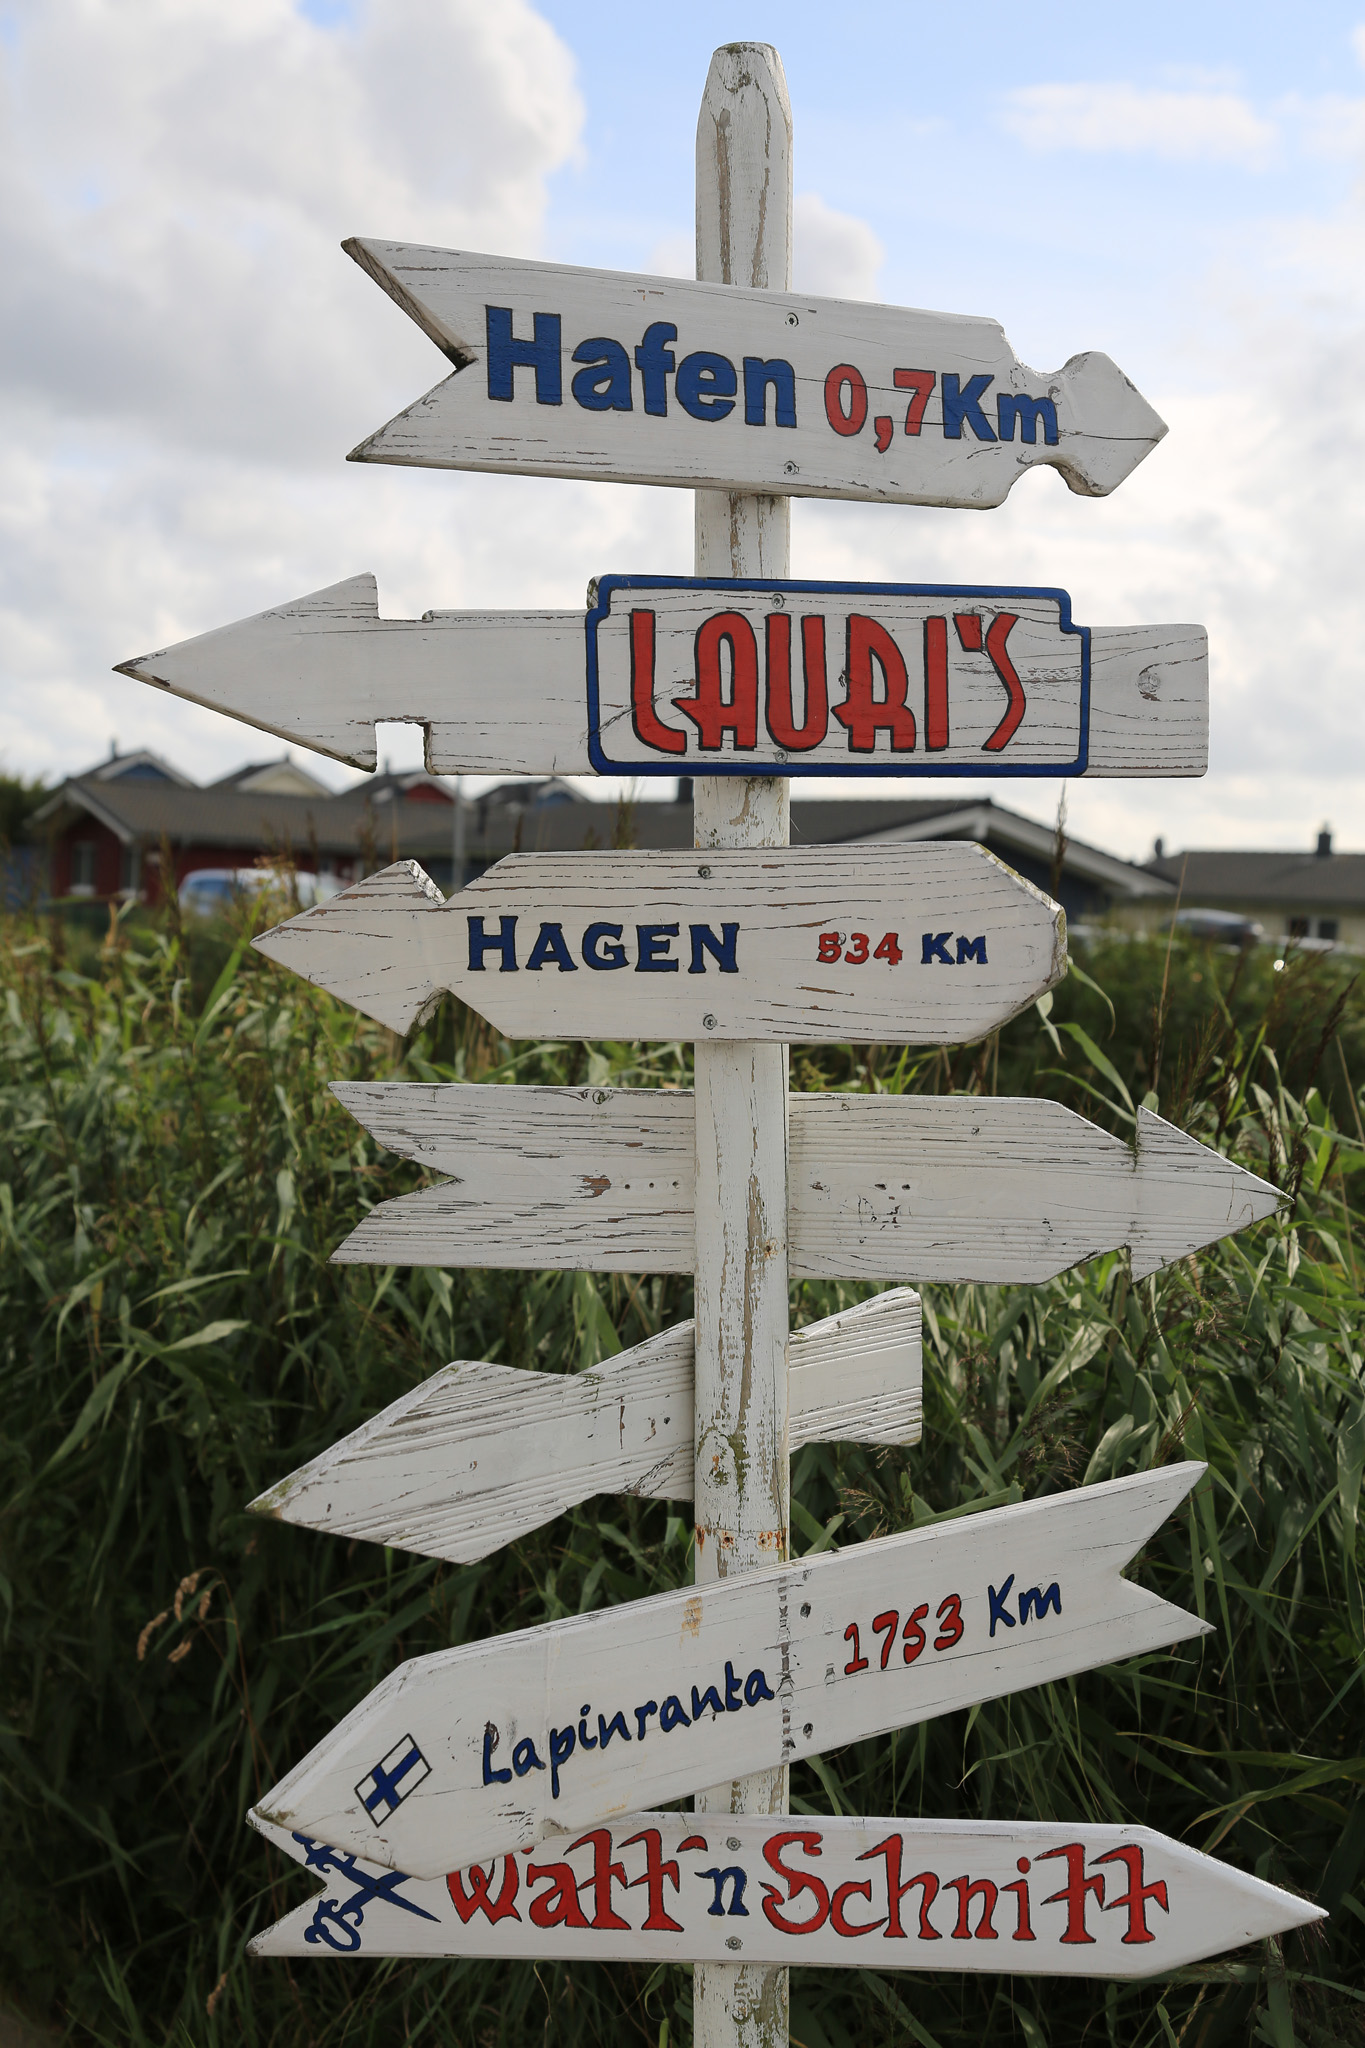 Hafen 0,7Km
LAURI'S
HAGEN 534 KM
Lapinranta 1753 Km
Watt'n Schnitt